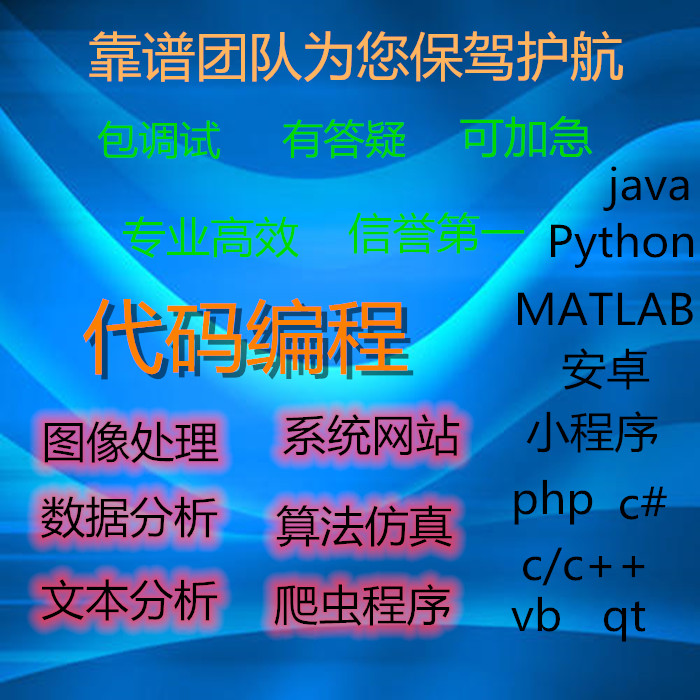 靠谱团队为您保驾护航
包调试 有答疑 可加急
java
专业高效 信誉第一
Python
代码编程
MATLAB
安卓
图像处理 系统网站
小程序
数据分析 算法仿真
php c#
c/c++
文本分析 爬虫程序
vb qt